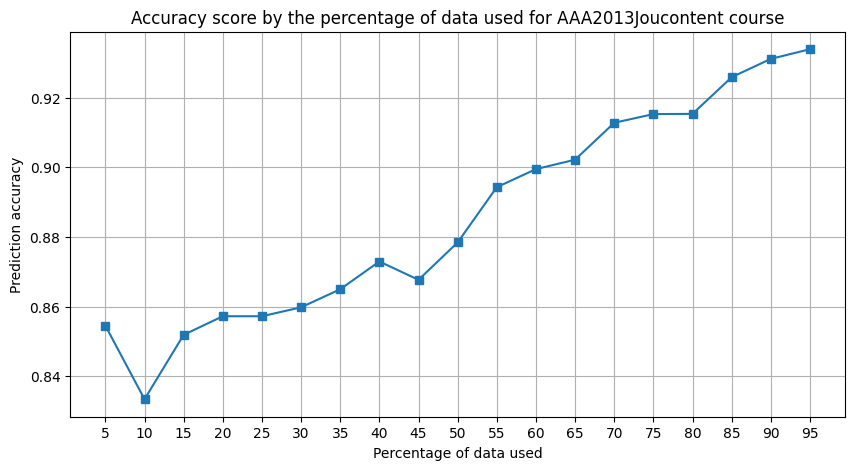 Accuracy score by the percentage of data used for AAA2013Joucontent course
Prediction accuracy
0.92
0.90
0.88
0.86
0.84
5 10 15 20 25 30 35 40 45 50 55 60 65 70 75 80 85 90 95
Percentage of data used